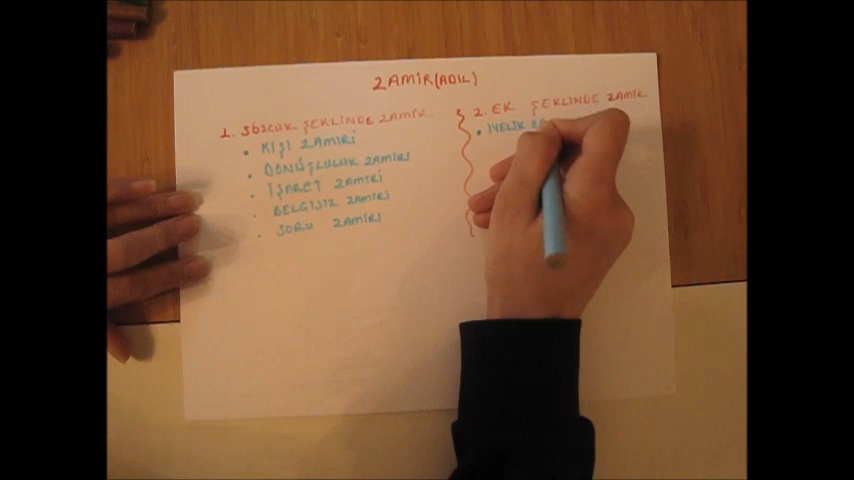 ZAMİR(ADIL)
1. SÖZCÜK ŞEKLİNDE ZAMİR
• KİŞİ ZAMİRİ
• DÖNÜŞLÜLÜK ZAMİRİ
• İŞARET ZAMİRİ
• BELGİSİZ ZAMİRİ
• SORU ZAMİRİ
2. EK ŞEKLİNDE ZAMİR
• İYELİK ZA